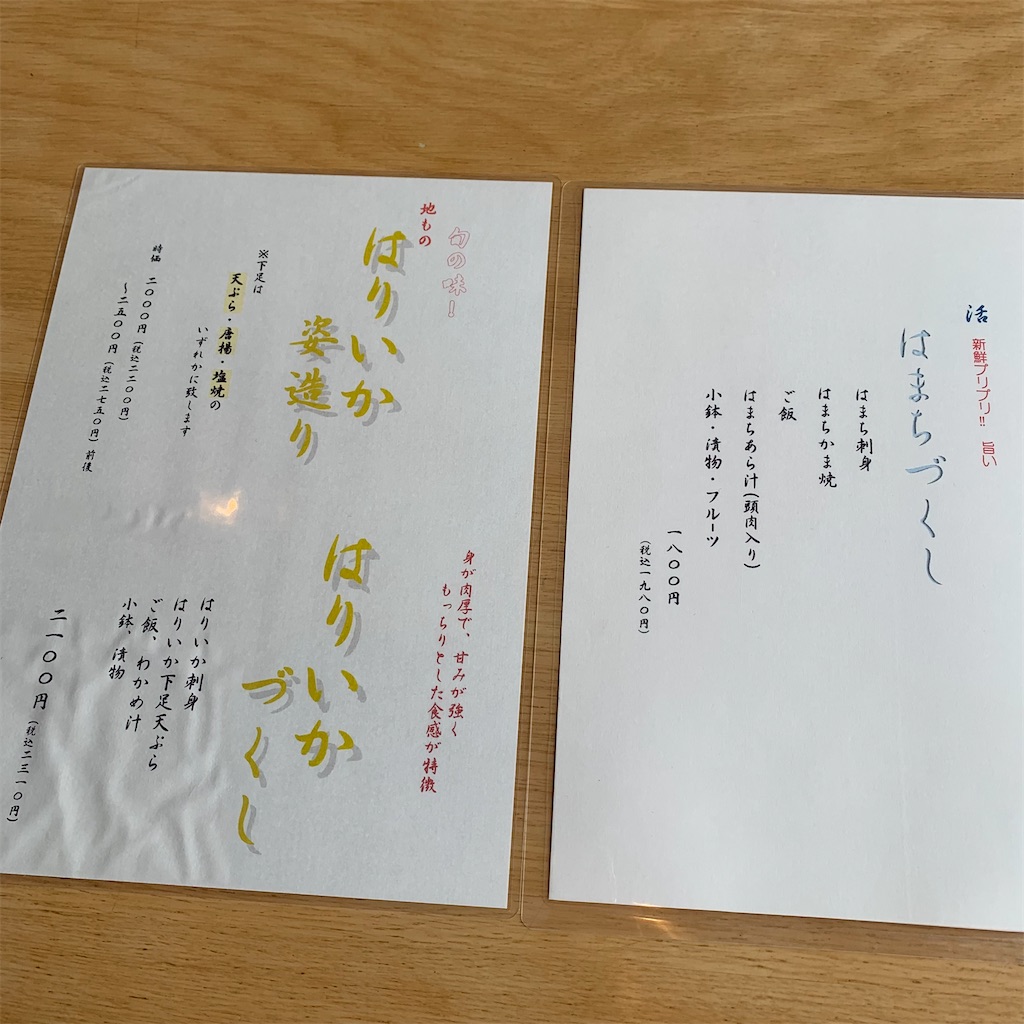 旬の味！
地もの
はりいか
姿造り
※下足は
天ぷら・唐揚・塩焼の
いずれかに致します
時価 二〇〇〇円（税込二二〇〇円）
～二五〇〇円（税込二七五〇円）前後
身が肉厚で、甘みが強く
もっちりとした食感が特徴
はりいか
づくし
はりいか刺身
はりいか下足天ぷら
ご飯、わかめ汁
小鉢、漬物
二一〇〇円（税込二三一〇円）
活
新鮮プリプリ!! 旨い
はまちづくし
はまち刺身
はまちかま焼
ご飯
はまちあら汁(頭肉入り)
小鉢・漬物・フルーツ
一八〇〇円
（税込一九八〇円）